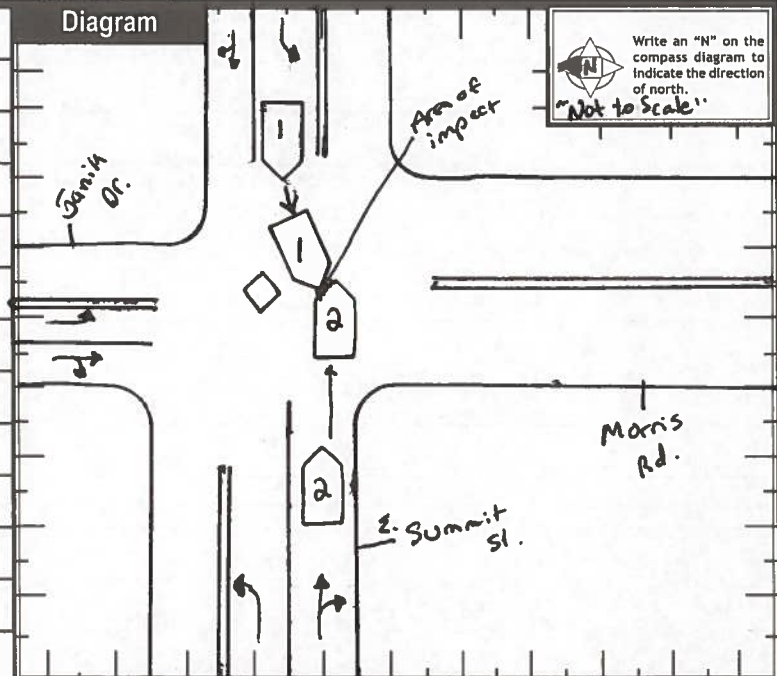 Diagram
N
Write an "N" on the
compass diagram to
indicate the direction
of north.
"Not to Scale"
Area of
impact
1
1
Dr.
2
Morris
Rd.
2
E. Summit
St.